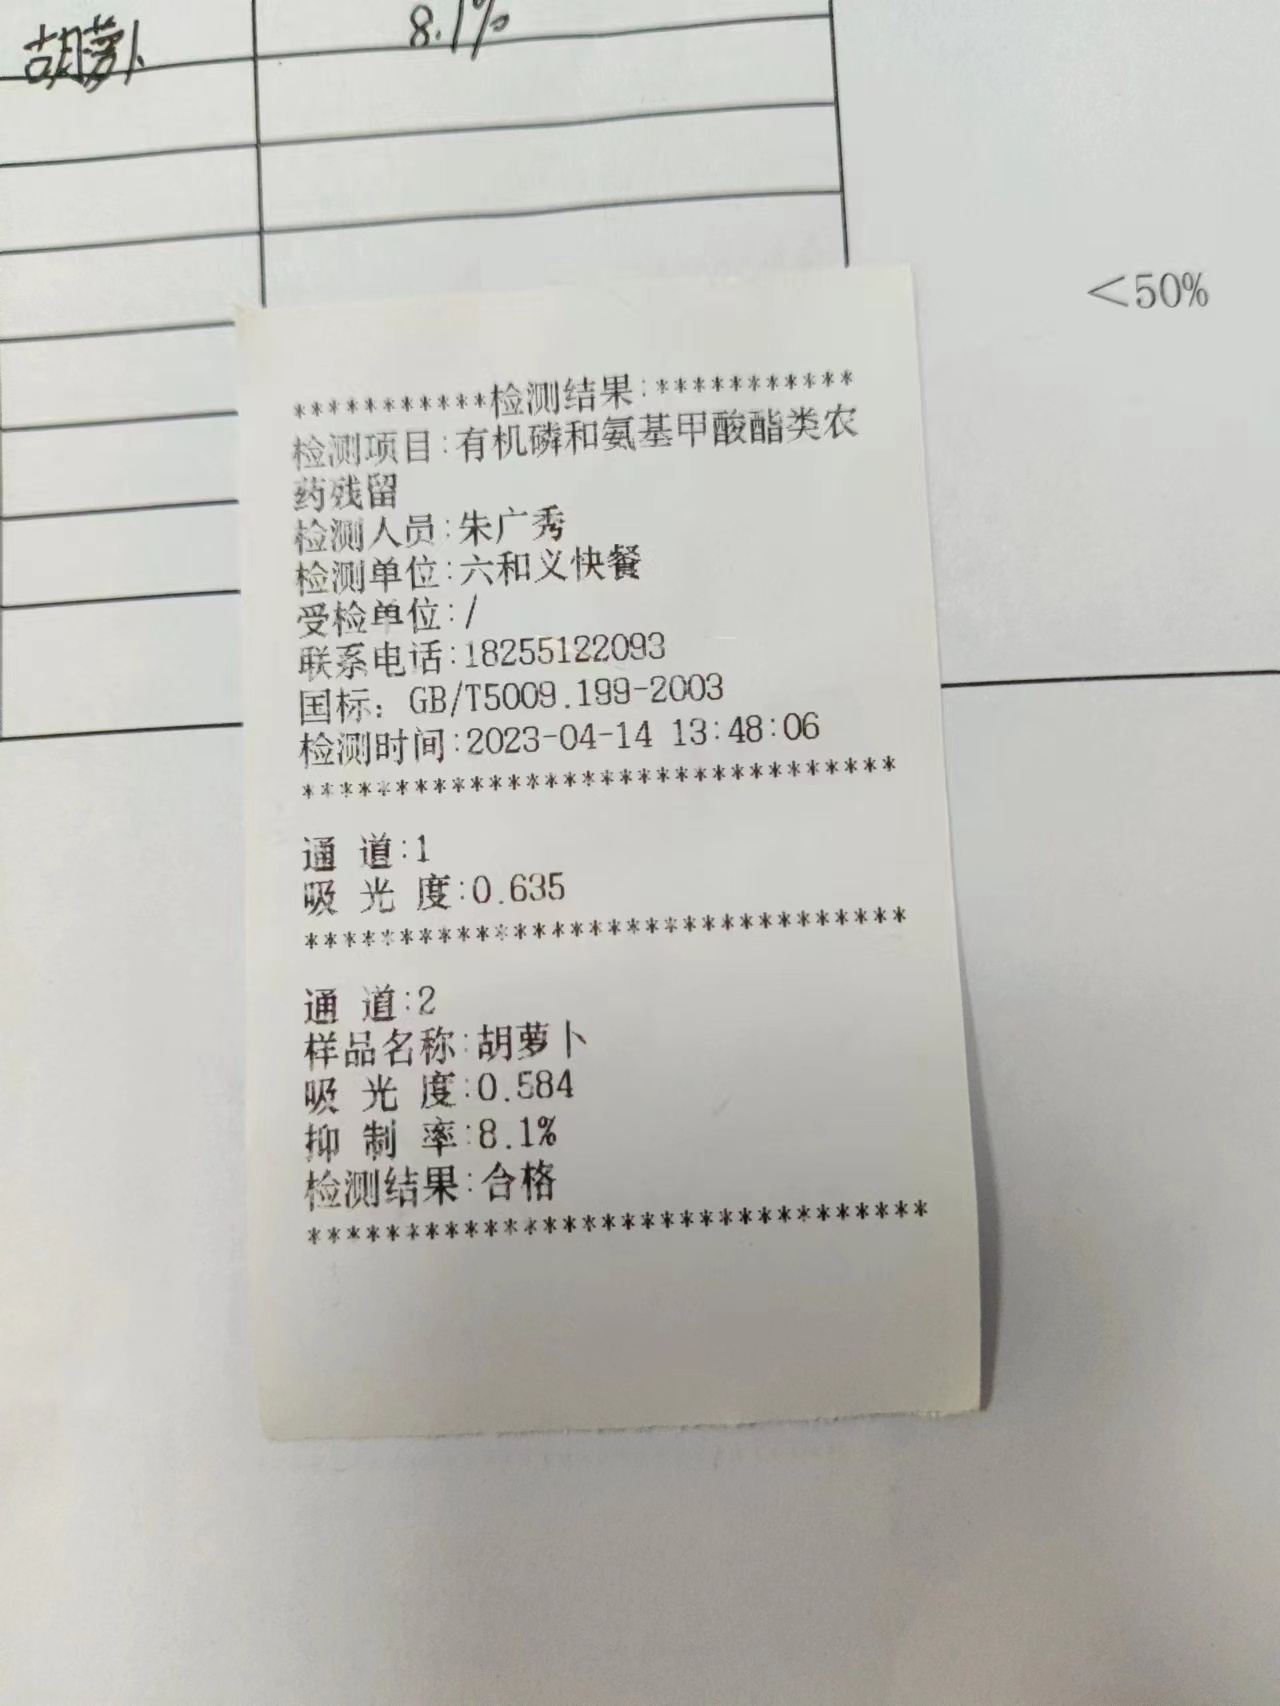 胡萝卜 8.1%
<50%
***********检测结果:***********
检测项目:有机磷和氨基甲酸酯类农
药残留
检测人员:朱广秀
检测单位:六和义快餐
受检单位:/
联系电话:18255122093
国标：GB/T5009.199-2003
检测时间:2023-04-14 13:48:06
********************************
通 道:1
吸 光 度:0.635
********************************
通 道:2
样品名称:胡萝卜
吸 光 度:0.584
抑 制 率:8.1%
检测结果:合格
********************************